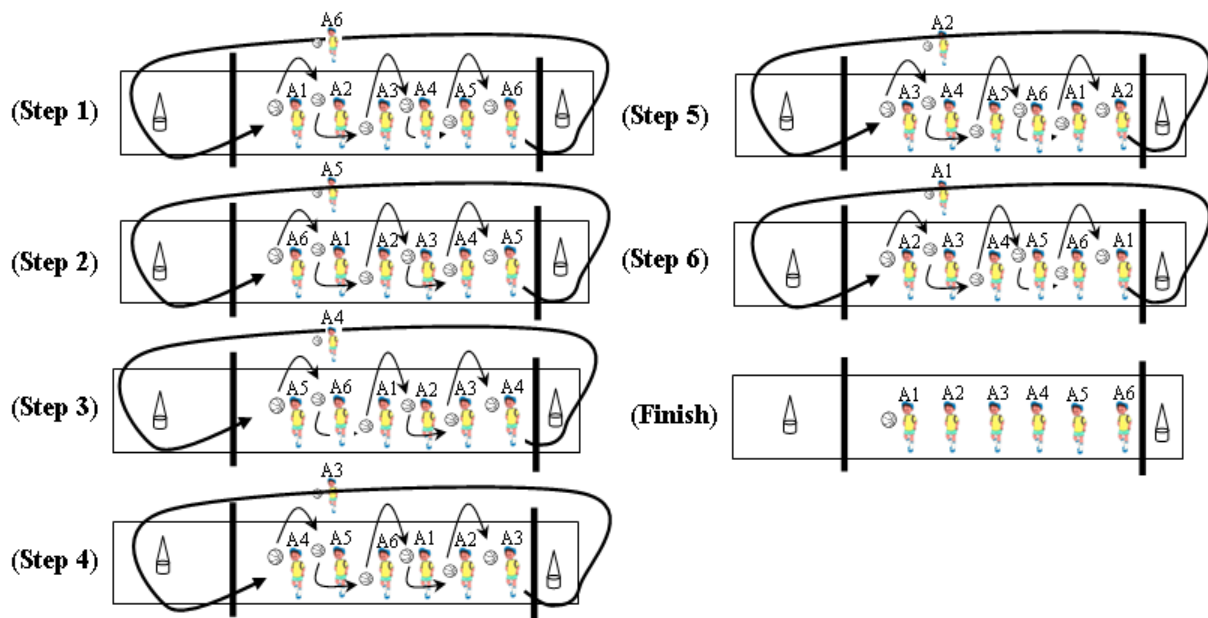 A6
(Step 1)
A1 A2 A3 A4 A5 A6
A5
(Step 2)
A6 A1 A2 A3 A4 A5
A4
(Step 3)
A5 A6 A1 A2 A3 A4
A3
(Step 4)
A4 A5 A6 A1 A2 A3
A2
(Step 5)
A3 A4 A5 A6 A1 A2
A1
(Step 6)
A2 A3 A4 A5 A6 A1
(Finish)
A1 A2 A3 A4 A5 A6